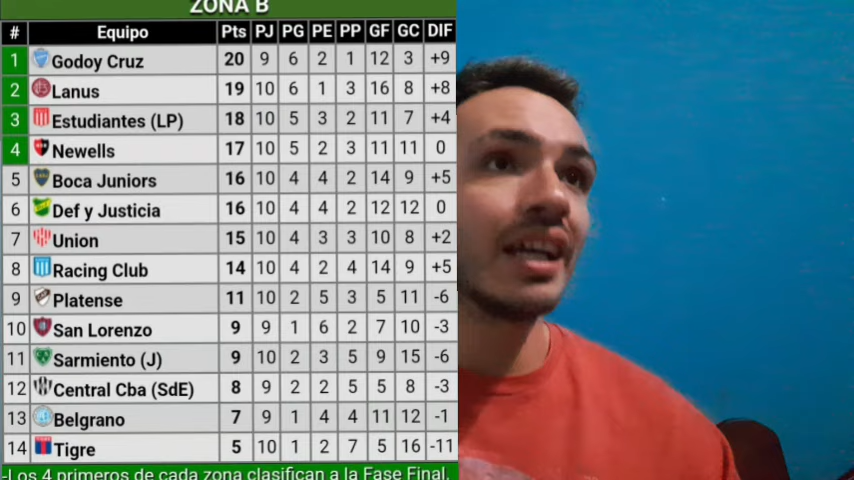 ZONA B
# Equipo Pts PJ PG PE PP GF GC DIF
1 Godoy Cruz 20 9 6 2 1 12 3 +9
2 Lanus 19 10 6 1 3 16 8 +8
3 Estudiantes (LP) 18 10 5 3 2 11 7 +4
4 Newells 17 10 5 2 3 11 11 0
5 Boca Juniors 16 10 4 4 2 14 9 +5
6 Def y Justicia 16 10 4 4 2 12 12 0
7 Union 15 10 4 3 3 10 8 +2
8 Racing Club 14 10 4 2 4 14 9 +5
9 Platense 11 10 2 5 3 5 11 -6
10 San Lorenzo 9 9 1 6 2 7 10 -3
11 Sarmiento (J) 9 10 2 3 5 9 15 -6
12 Central Cba (SdE) 8 9 2 2 5 5 8 -3
13 Belgrano 7 9 1 4 4 11 12 -1
14 Tigre 5 10 1 2 7 5 16 -11
-Los 4 primeros de cada zona clasifican a la Fase Final.